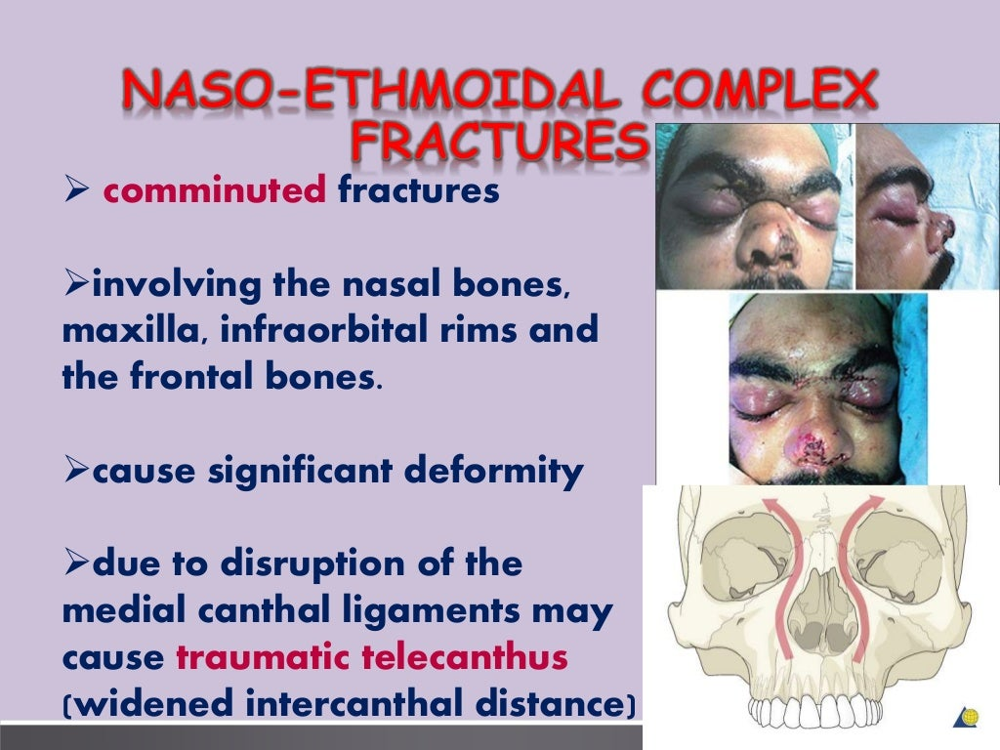 NASO-ETHMOIDAL COMPLEX
FRACTURES
➢ comminuted fractures
➢involving the nasal bones,
maxilla, infraorbital rims and
the frontal bones.
➢cause significant deformity
➢due to disruption of the
medial canthal ligaments may
cause traumatic telecanthus
(widened intercanthal distance)